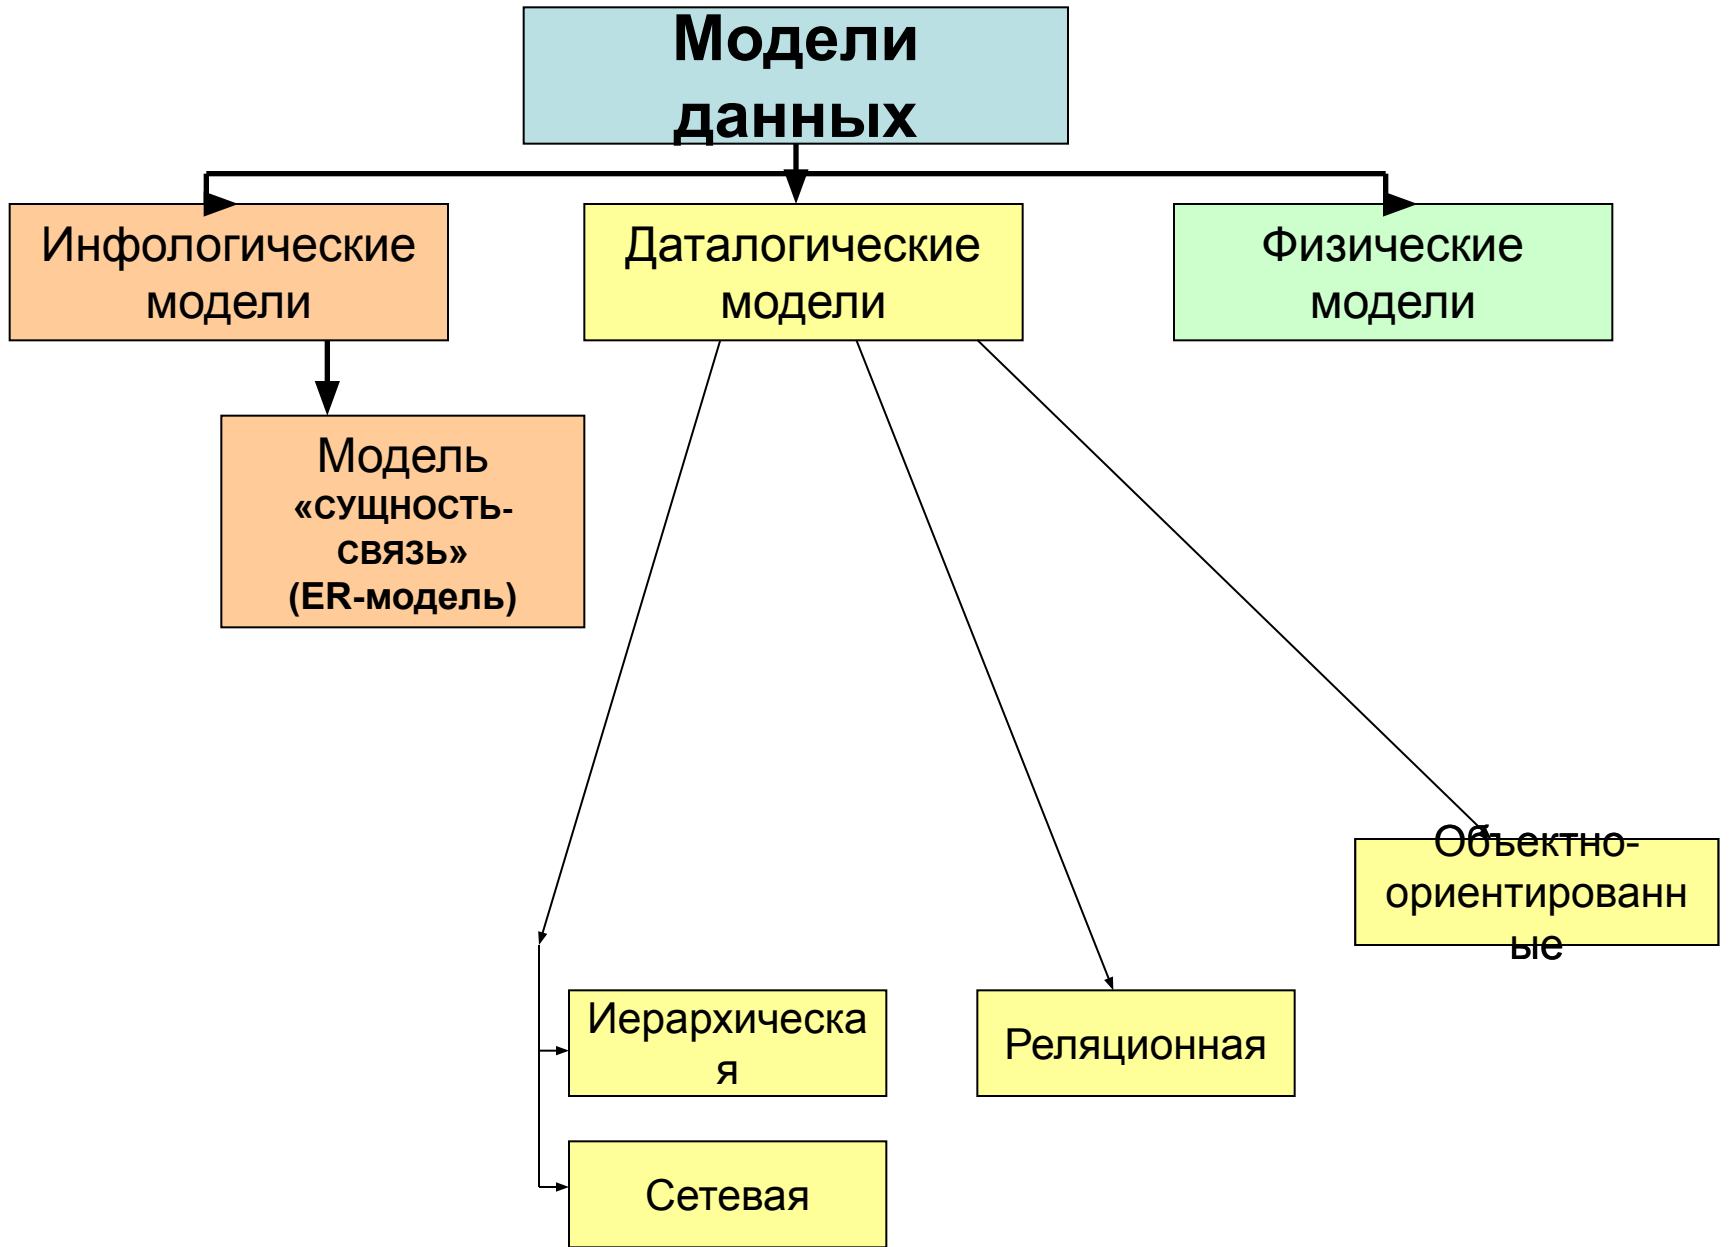 Модели
данных
Инфологические
модели
Даталогические
модели
Физические
модели
Модель
«СУЩНОСТЬ-
СВЯЗЬ»
(ER-модель)
Объектно-
ориентированн
ые
Иерархическа
я
Реляционная
Сетевая